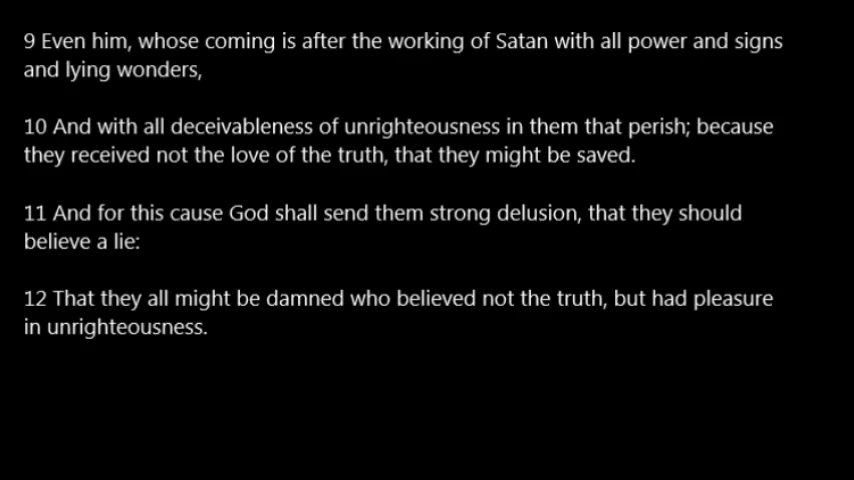 9 Even him, whose coming is after the working of Satan with all power and signs
and lying wonders,
10 And with all deceivableness of unrighteousness in them that perish; because
they received not the love of the truth, that they might be saved.
11 And for this cause God shall send them strong delusion, that they should
believe a lie:
12 That they all might be damned who believed not the truth, but had pleasure
in unrighteousness.